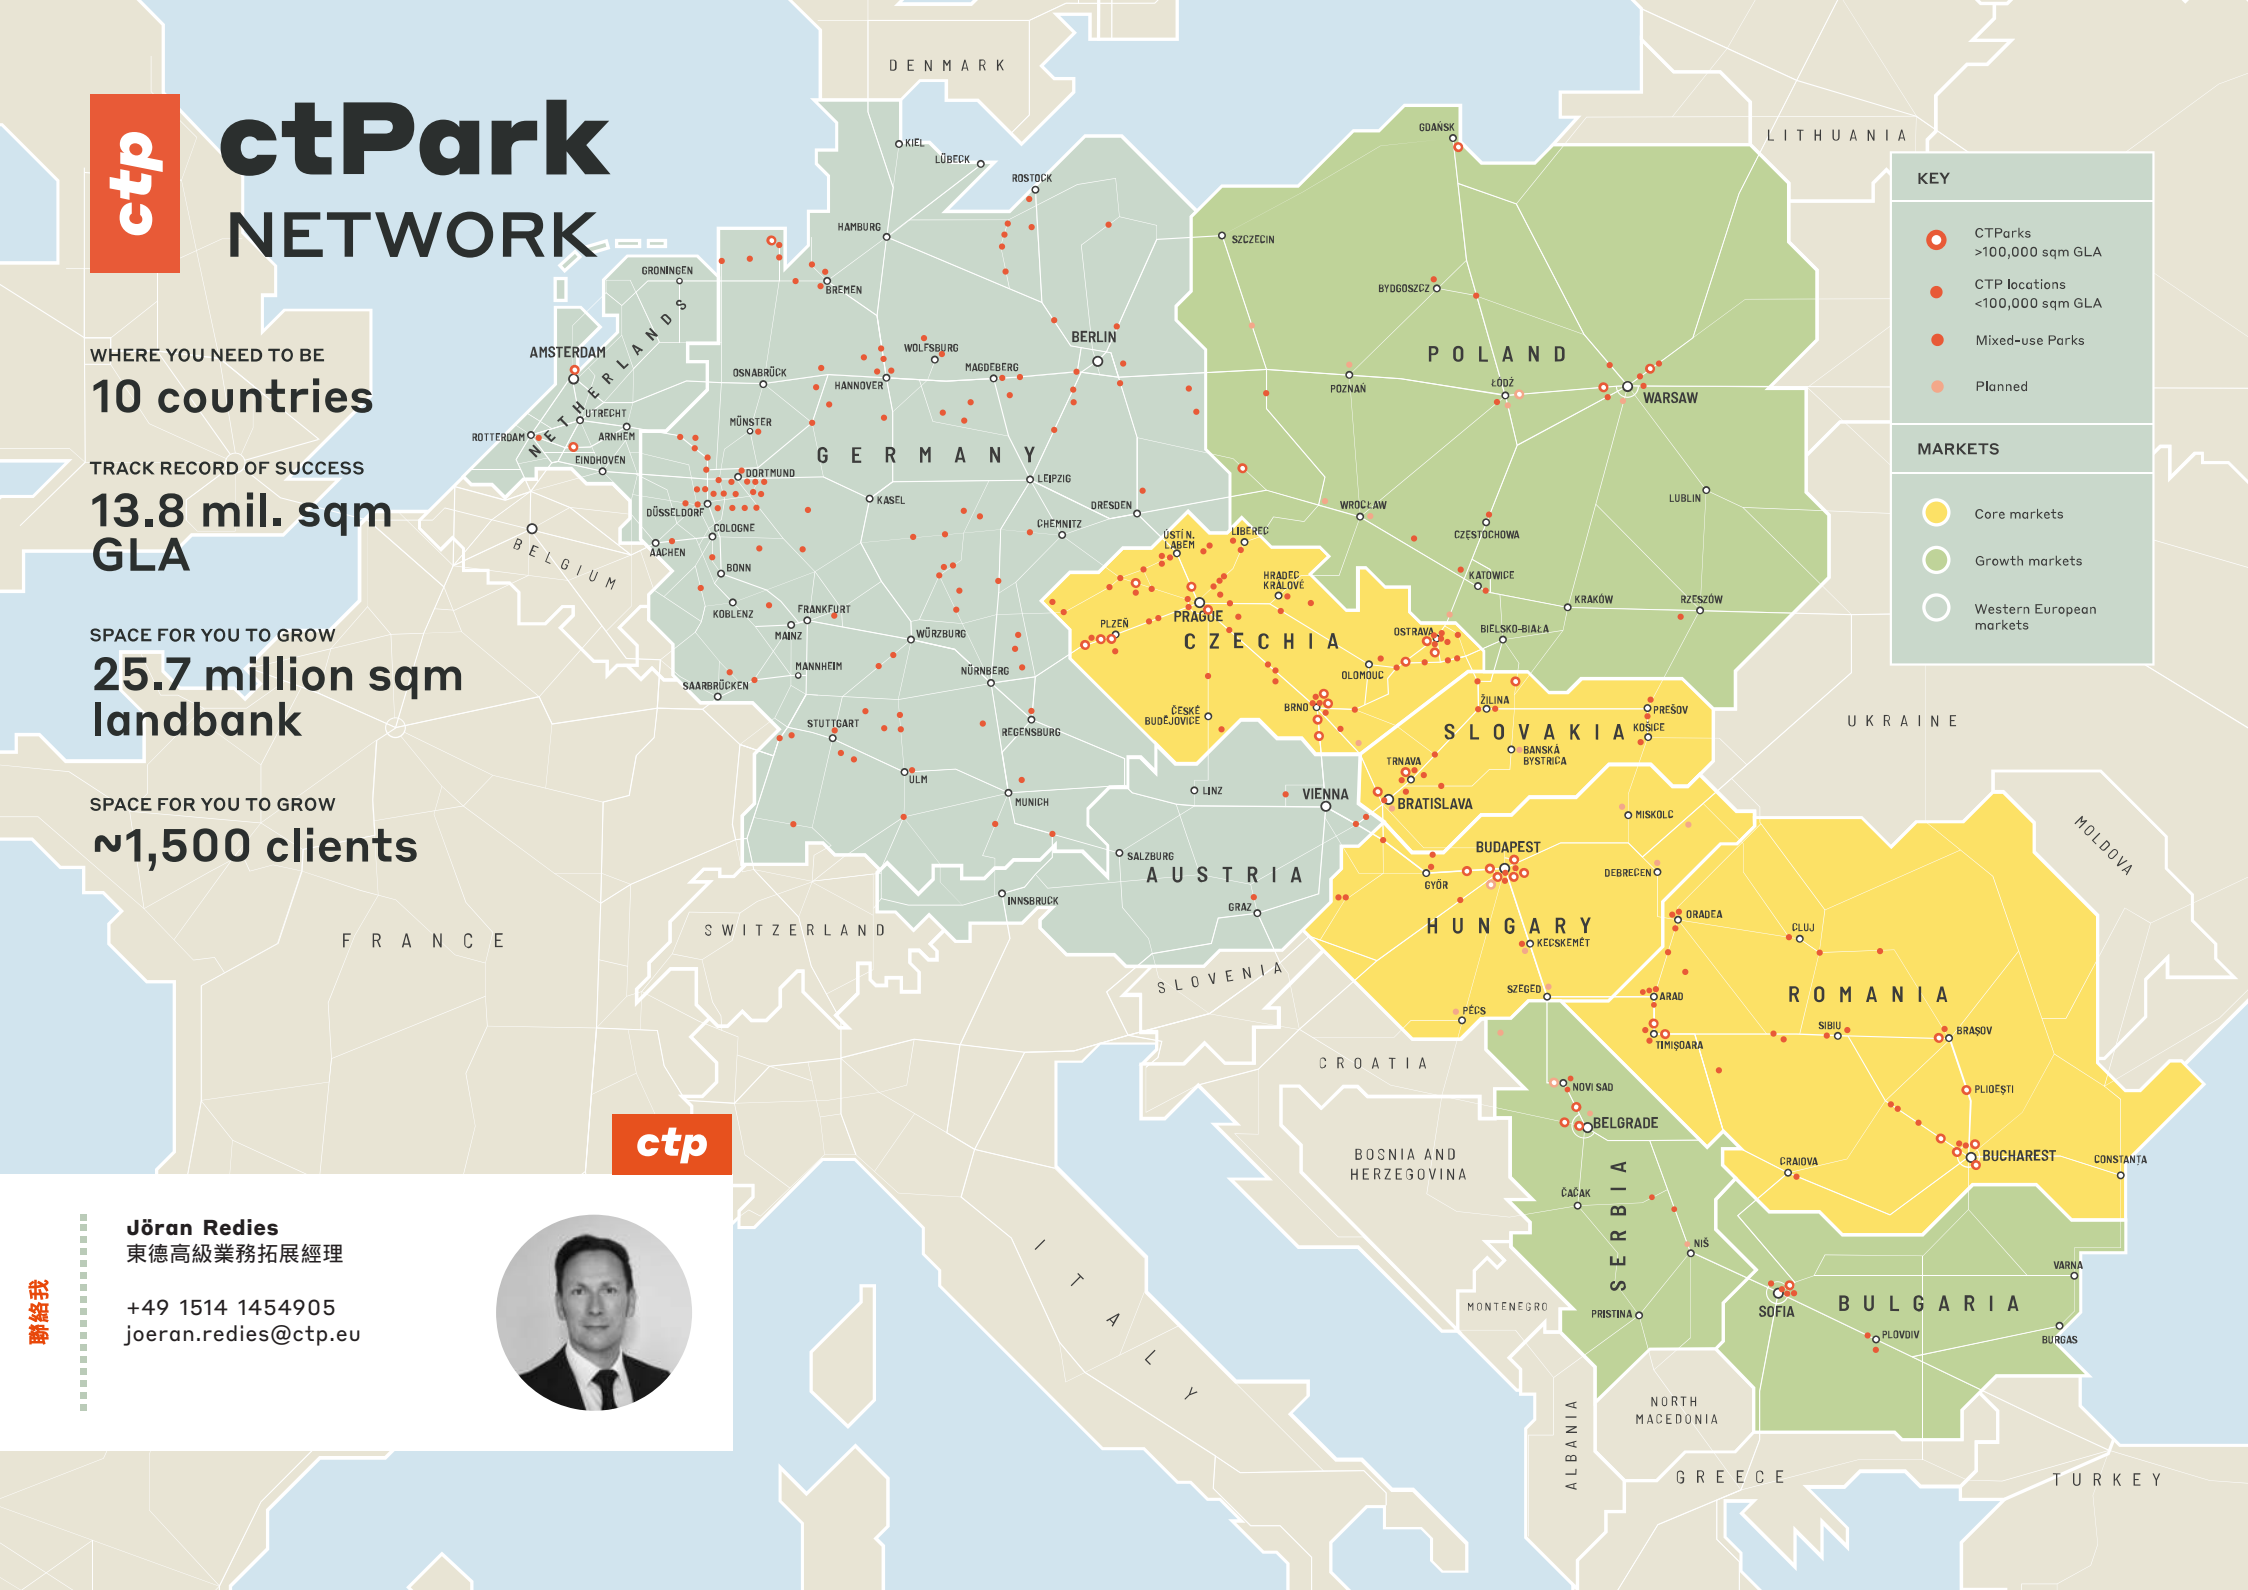 ctp
ctPark
NETWORK
WHERE YOU NEED TO BE
10 countries
TRACK RECORD OF SUCCESS
13.8 mil. sqm
GLA
SPACE FOR YOU TO GROW
25.7 million sqm
landbank
SPACE FOR YOU TO GROW
~1,500 clients
ctp
聯絡我
Jöran Redies
東德高級業務拓展經理
+49 1514 1454905
joeran.redies@ctp.eu
KEY
CTParks
>100,000 sqm GLA
CTP locations
<100,000 sqm GLA
Mixed-use Parks
Planned
MARKETS
Core markets
Growth markets
Western European
markets
DENMARK
LITHUANIA
NETHERLANDS
GRONINGEN
AMSTERDAM
UTRECHT
ROTTERDAM
ARNHEM
EINDHOVEN
BELGIUM
GERMANY
KIEL
LÜBECK
ROSTOCK
HAMBURG
BREMEN
BERLIN
WOLFSBURG
OSNABRÜCK
HANNOVER
MAGDEBERG
MÜNSTER
DORTMUND
LEIPZIG
KASEL
DÜSSELDORF
DRESDEN
CHEMNITZ
COLOGNE
AACHEN
BONN
KOBLENZ
FRANKFURT
MAINZ
WÜRZBURG
MANNHEIM
NÜRNBERG
SAARBRÜCKEN
STUTTGART
REGENSBURG
ULM
MUNICH
POLAND
GDAŃSK
SZCZECIN
BYDGOSZCZ
POZNAŃ
ŁÓDŹ
WARSAW
WROCŁAW
LUBLIN
CZĘSTOCHOWA
KATOWICE
KRAKÓW
RZESZÓW
BIELSKO-BIAŁA
CZECHIA
ÚSTÍ N.
LABEM
LIBEREC
HRADEC
KRÁLOVÉ
PRAGUE
PLZEŇ
OSTRAVA
OLOMOUC
ČESKÉ
BUDĚJOVICE
BRNO
SLOVAKIA
ŽILINA
PREŠOV
KOŠICE
BANSKÁ
BYSTRICA
TRNAVA
BRATISLAVA
AUSTRIA
LINZ
VIENNA
SALZBURG
INNSBRUCK
GRAZ
HUNGARY
MISKOLC
BUDAPEST
DEBRECEN
GYŐR
KECSKEMÉT
SZEGED
PÉCS
ROMANIA
ORADEA
CLUJ
ARAD
SIBIU
BRAȘOV
TIMIȘOARA
PLIOEȘTI
BUCHAREST
CRAIOVA
CONSTANȚA
SERBIA
NOVI SAD
BELGRADE
ČAČAK
NIŠ
PRISTINA
BULGARIA
VARNA
SOFIA
PLOVDIV
BURGAS
UKRAINE
MOLDOVA
FRANCE
SWITZERLAND
SLOVENIA
CROATIA
BOSNIA AND
HERZEGOVINA
ITALY
MONTENEGRO
ALBANIA
NORTH
MACEDONIA
GREECE
TURKEY